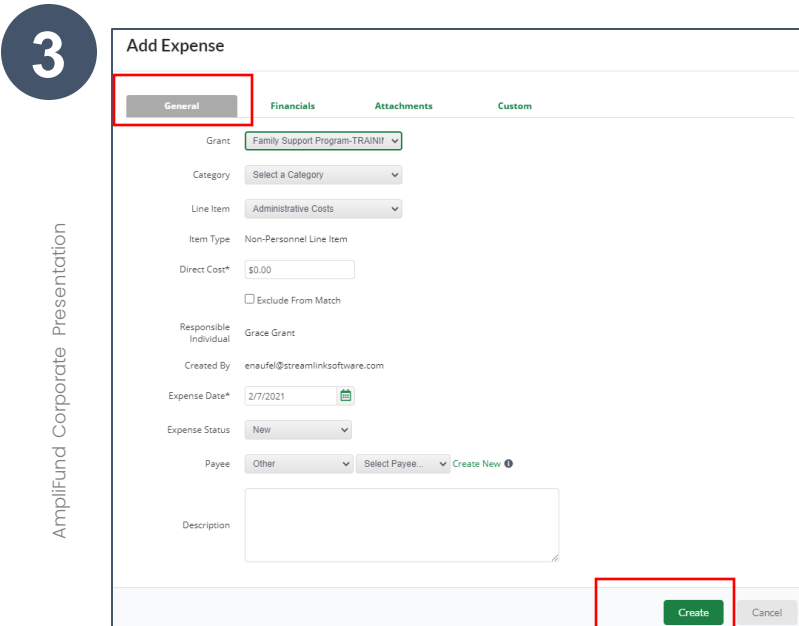 3
AmpliFund Corporate Presentation
Add Expense
General Financials Attachments Custom
Grant Family Support Program-TRAINI
Category Select a Category
Line Item Administrative Costs
Item Type Non-Personnel Line Item
Direct Cost* $0.00
Exclude From Match
Responsible
Individual Grace Grant
Created By enaufel@streamlinksoftware.com
Expense Date* 2/7/2021
Expense Status New
Payee Other Select Payee... Create New
Description
Create Cancel